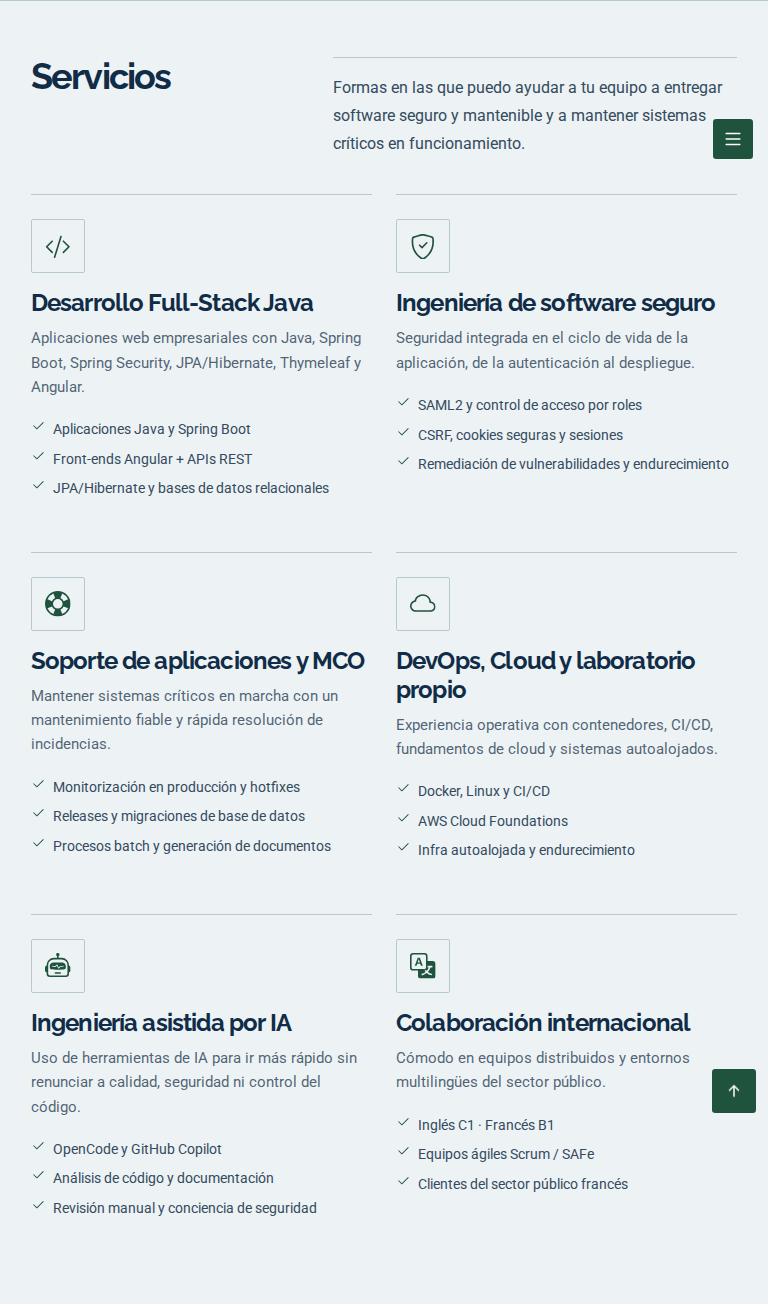 Servicios
Formas en las que puedo ayudar a tu equipo a entregar
software seguro y mantenible y a mantener sistemas
críticos en funcionamiento.
Desarrollo Full-Stack Java
Aplicaciones web empresariales con Java, Spring
Boot, Spring Security, JPA/Hibernate, Thymeleaf y
Angular.
Aplicaciones Java y Spring Boot
Front-ends Angular + APIs REST
JPA/Hibernate y bases de datos relacionales
Ingeniería de software seguro
Seguridad integrada en el ciclo de vida de la
aplicación, de la autenticación al despliegue.
SAML2 y control de acceso por roles
CSRF, cookies seguras y sesiones
Remediación de vulnerabilidades y endurecimiento
Soporte de aplicaciones y MCO
Mantener sistemas críticos en marcha con un
mantenimiento fiable y rápida resolución de
incidencias.
Monitorización en producción y hotfixes
Releases y migraciones de base de datos
Procesos batch y generación de documentos
DevOps, Cloud y laboratorio
propio
Experiencia operativa con contenedores, CI/CD,
fundamentos de cloud y sistemas autoalojados.
Docker, Linux y CI/CD
AWS Cloud Foundations
Infra autoalojada y endurecimiento
Ingeniería asistida por IA
Uso de herramientas de IA para ir más rápido sin
renunciar a calidad, seguridad ni control del
código.
OpenCode y GitHub Copilot
Análisis de código y documentación
Revisión manual y conciencia de seguridad
Colaboración internacional
Cómodo en equipos distribuidos y entornos
multilingües del sector público.
Inglés C1 · Francés B1
Equipos ágiles Scrum / SAFe
Clientes del sector público francés